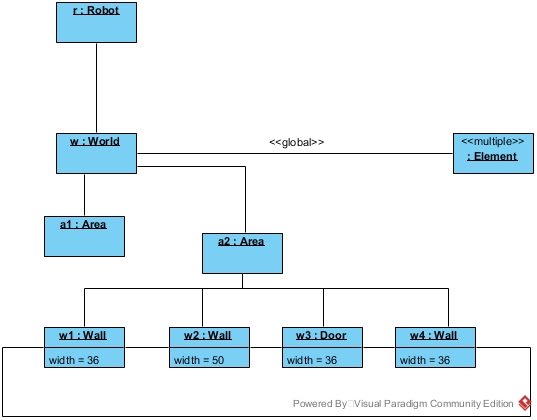 r : Robot
w : World
<<global>>
<<multiple>>
: Element
a1 : Area
a2 : Area
w1 : Wall
width = 36
w2 : Wall
width = 50
w3 : Door
width = 36
w4 : Wall
width = 36
Powered By Visual Paradigm Community Edition